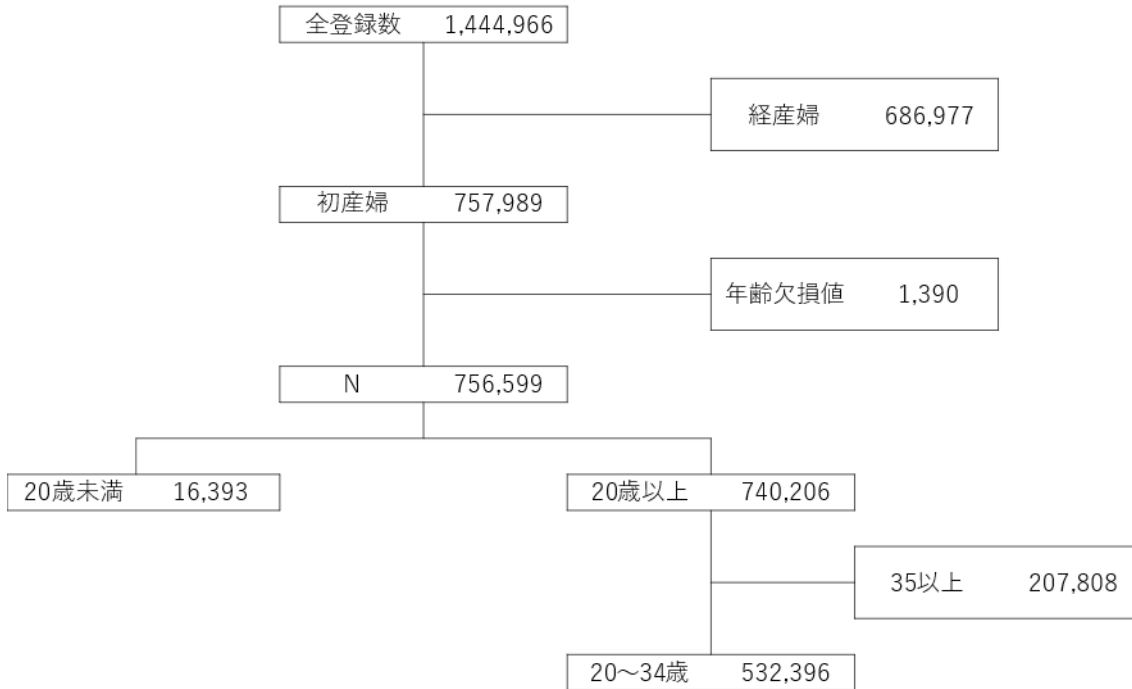 全登録数 1,444,966
経産婦 686,977
初産婦 757,989
年齢欠損値 1,390
N 756,599
20歳未満 16,393
20歳以上 740,206
35以上 207,808
20～34歳 532,396